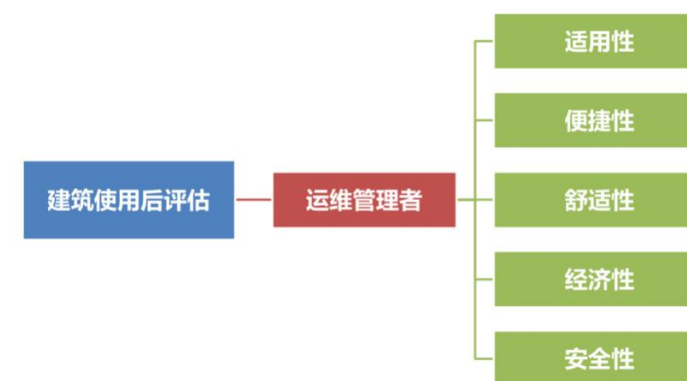 建筑使用后评估
运维管理者
适用性
便捷性
舒适性
经济性
安全性